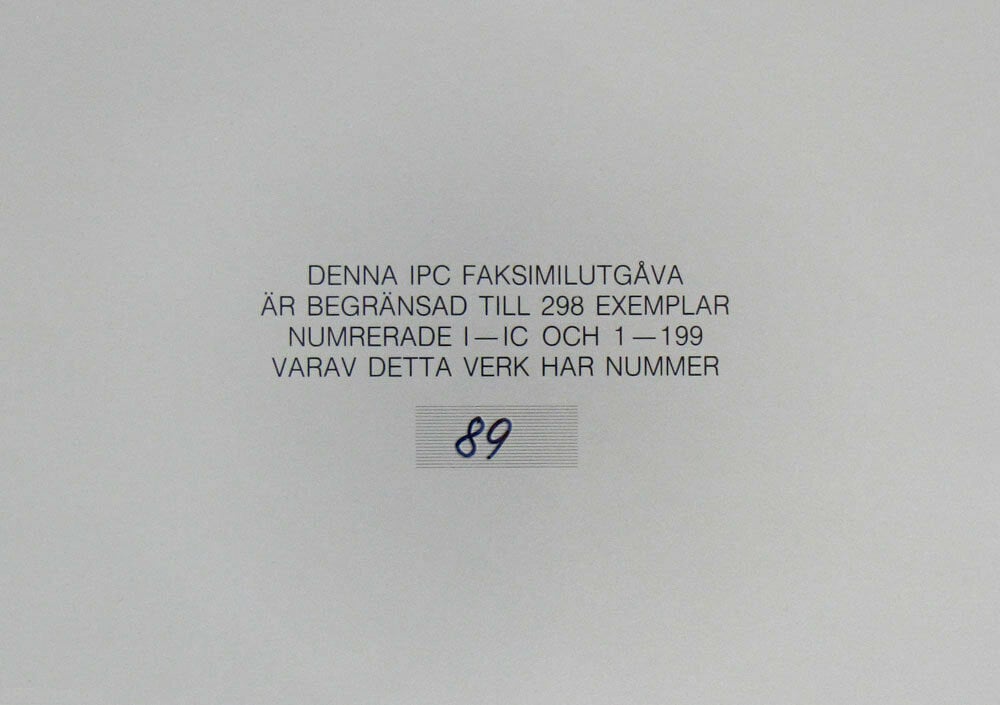 DENNA IPC FAKSIMILUTGÅVA
ÄR BEGRÄNSAD TILL 298 EXEMPLAR
NUMRERADE I—IC OCH 1—199
VARAV DETTA VERK HAR NUMMER
89